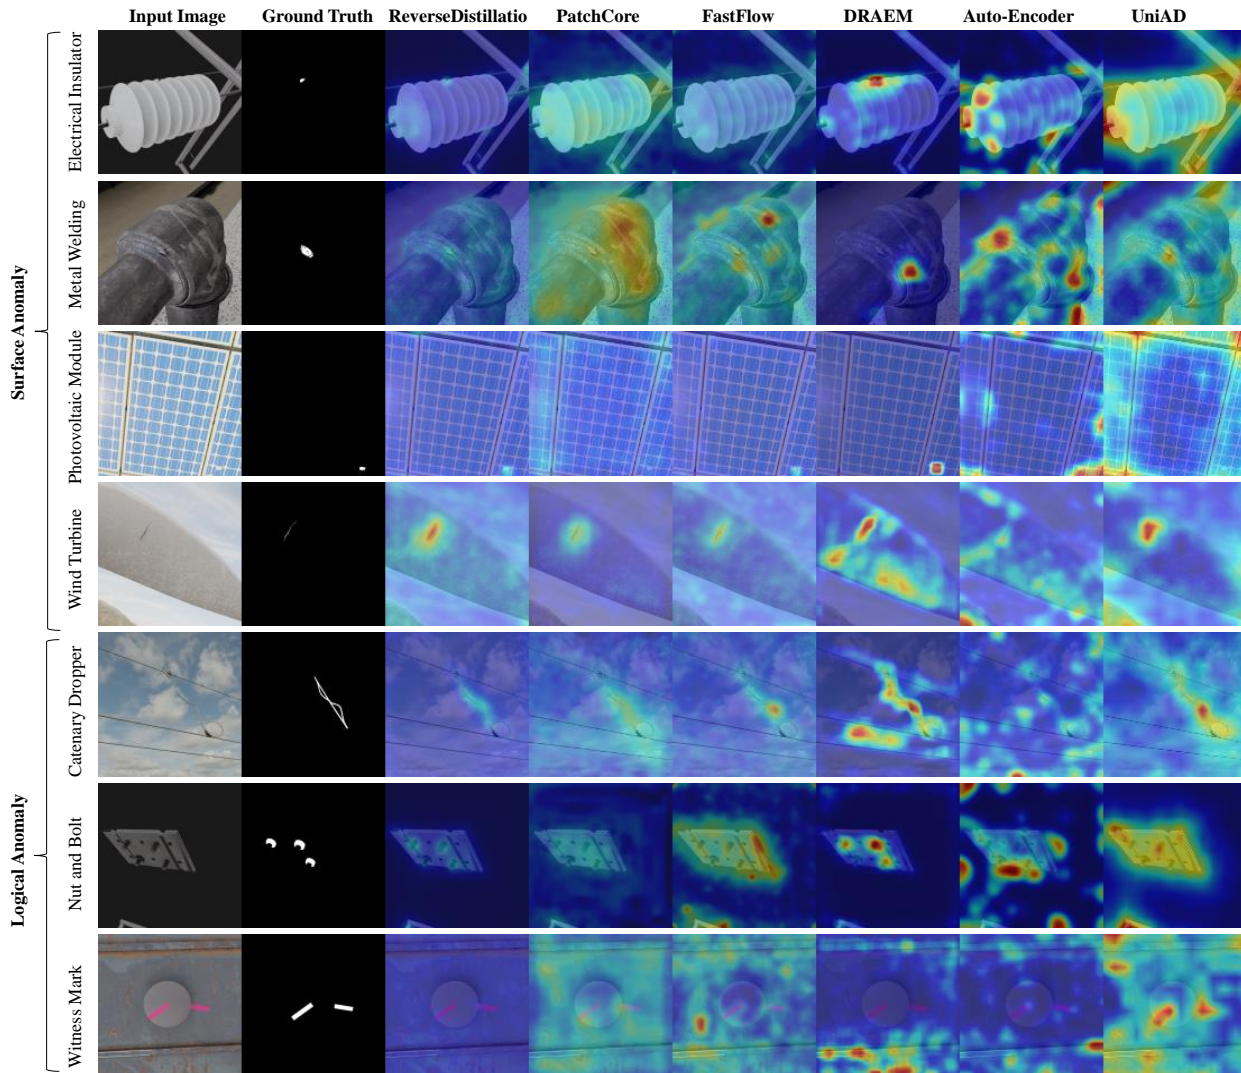 Input Image Ground Truth ReverseDistillatio PatchCore FastFlow DRAEM Auto-Encoder UniAD
Surface Anomaly
Electrical Insulator
Metal Welding
Photovoltaic Module
Wind Turbine
Logical Anomaly
Catenary Dropper
Nut and Bolt
Witness Mark